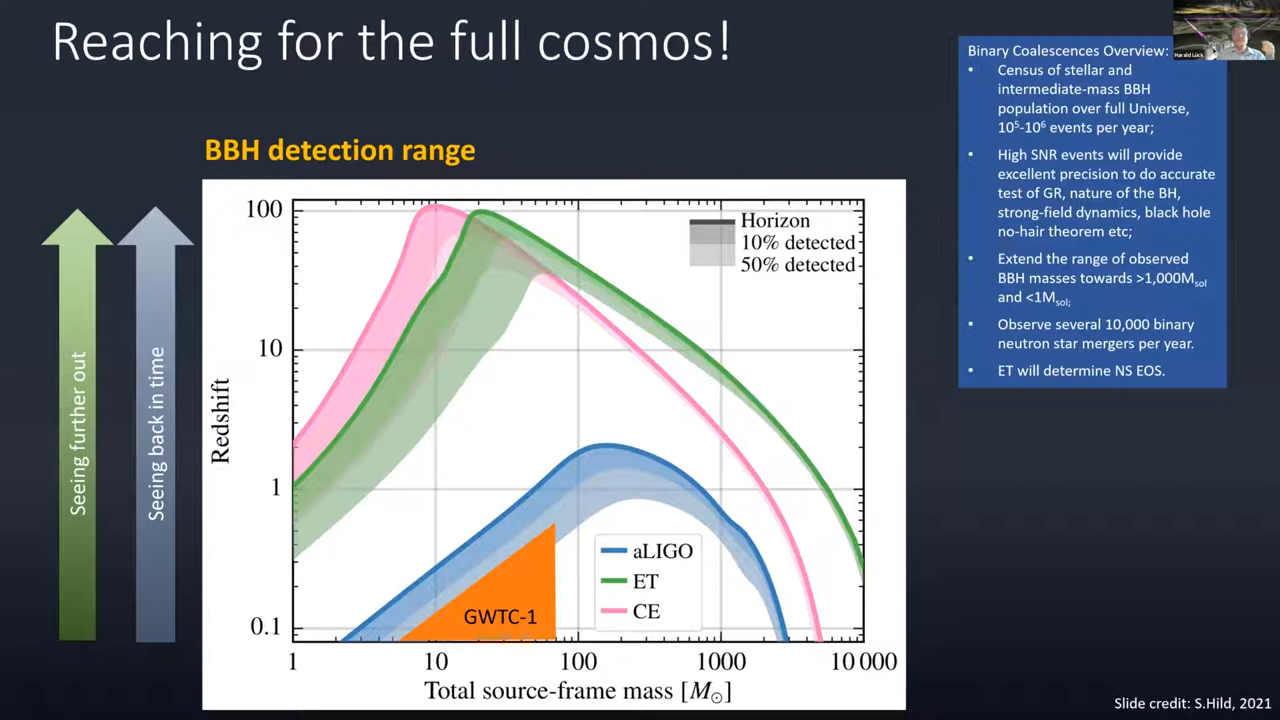 Reaching for the full cosmos!
Harald Lück
Binary Coalescences Overview:
• Census of stellar and
intermediate-mass BBH
population over full Universe,
10⁵-10⁶ events per year;
• High SNR events will provide
excellent precision to do accurate
test of GR, nature of the BH,
strong-field dynamics, black hole
no-hair theorem etc;
• Extend the range of observed
BBH masses towards >1,000Msol
and <1Msol;
• Observe several 10,000 binary
neutron star mergers per year.
• ET will determine NS EOS.
BBH detection range
Seeing further out
Seeing back in time
Redshift
100
10
1
0.1
Horizon
10% detected
50% detected
aLIGO
ET
CE
GWTC-1
1 10 100 1000 10 000
Total source-frame mass [M⊙]
Slide credit: S.Hild, 2021